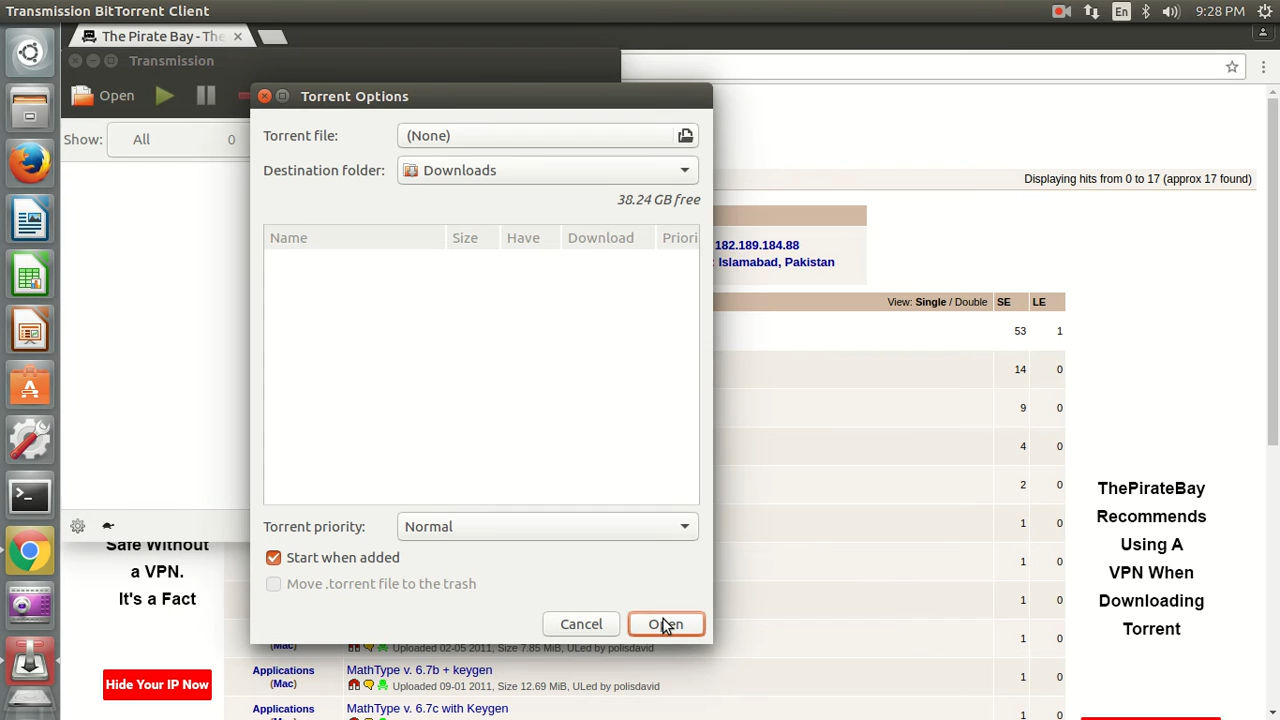 Transmission BitTorrent Client
En
9:28 PM
The Pirate Bay - The
Transmission
Open
Show: All 0
Torrent Options
Torrent file: (None)
Destination folder: Downloads
38.24 GB free
Name Size Have Download Priori
Torrent priority: Normal
Start when added
Move .torrent file to the trash
Cancel Open
Displaying hits from 0 to 17 (approx 17 found)
182.189.184.88
: Islamabad, Pakistan
View: Single / Double SE LE
53 1
14 0
9 0
4 0
2 0
1 0
1 0
1 0
1 0
Uploaded 02-05 2011, Size 7.85 MiB, ULed by polisdavid
Applications
(Mac)
MathType v. 6.7b + keygen
Uploaded 09-01 2011, Size 12.69 MiB, ULed by polisdavid
1 0
Applications
(Mac)
MathType v. 6.7c with Keygen
1 0
Safe Without
a VPN.
It's a Fact
Hide Your IP Now
ThePirateBay
Recommends
Using A
VPN When
Downloading
Torrent